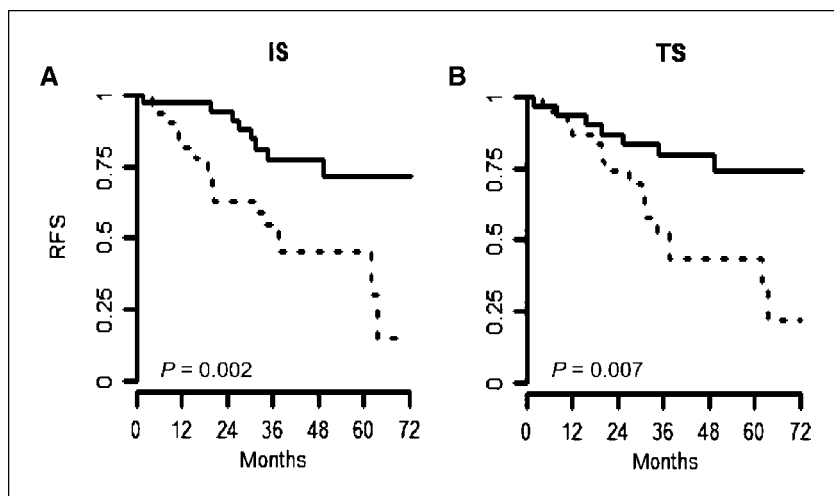 A
IS
1
0.75
0.5
0.25
0
RFS
P = 0.002
0 12 24 36 48 60 72
Months
B
TS
1
0.75
0.5
0.25
0
P = 0.007
0 12 24 36 48 60 72
Months